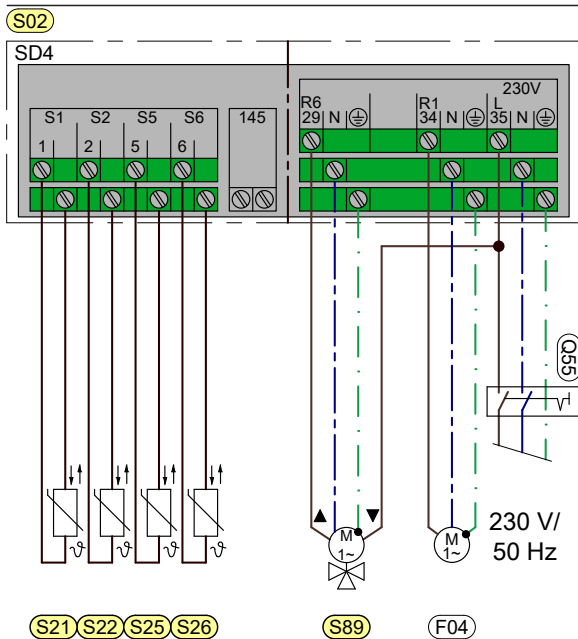 S02
SD4
230V
S1 S2 S5 S6 145 R6 R1 L
29 N 34 N 35 N
1 2 5 6
Q55
ϑ ϑ ϑ ϑ
M
1~
M
1~
230 V/
50 Hz
S21 S22 S25 S26 S89 F04